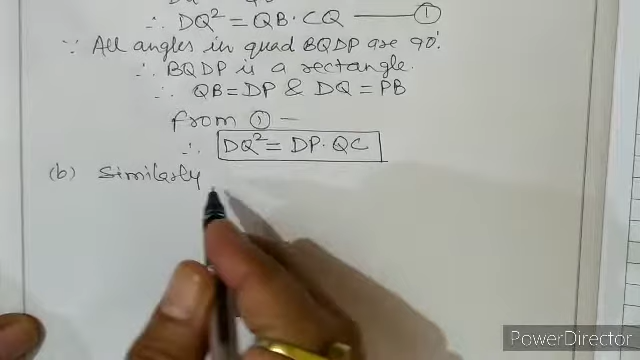 ∴ DQ² = QB · CQ —— ①
∵ All angles in quad BQDP are 90°.
∴ BQDP is a rectangle.
∴ QB = DP & DQ = PB
from ① —
∴ DQ² = DP · QC
(b) Similarly
PowerDirector